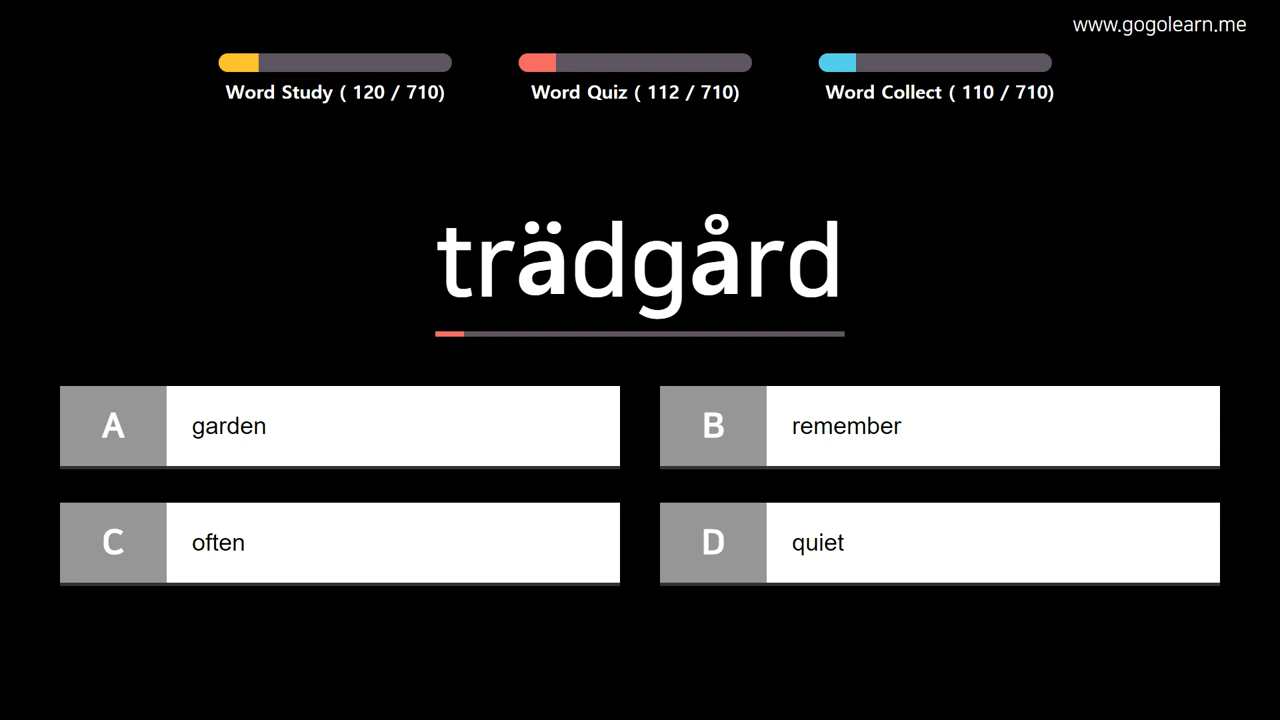 www.gogolearn.me
Word Study ( 120 / 710)
Word Quiz ( 112 / 710)
Word Collect ( 110 / 710)
trädgård
A garden
B remember
C often
D quiet